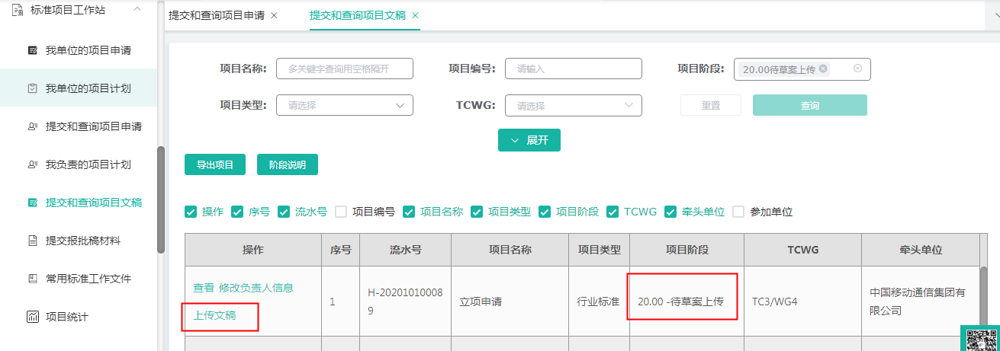 标准项目工作站
我单位的项目申请
我单位的项目计划
提交和查询项目申请
我负责的项目计划
提交和查询项目文稿
提交报批稿材料
常用标准工作文件
项目统计
提交和查询项目申请 × 提交和查询项目文稿 ×
项目名称: 多关键字查询用空格隔开 项目编号: 请输入 项目阶段: 20.00待草案上传
项目类型: 请选择 TCWG: 请选择 重置 查询
展开
导出项目 阶段说明
操作 序号 流水号 项目编号 项目名称 项目类型 项目阶段 TCWG 牵头单位 参加单位
操作 序号 流水号 项目名称 项目类型 项目阶段 TCWG 牵头单位
查看 修改负责人信息
上传文稿
1
H-20201010008
9
立项申请
行业标准
20.00 -待草案上传
TC3/WG4
中国移动通信集团有
限公司